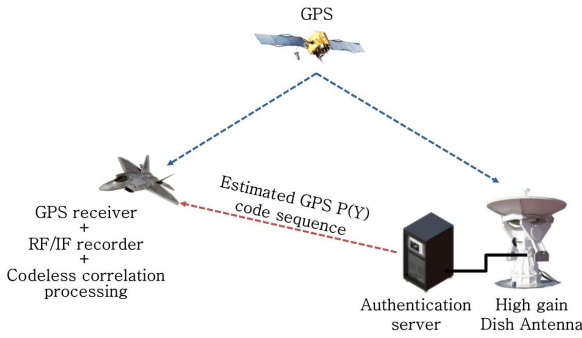 GPS
Estimated GPS P(Y)
code sequence
GPS receiver
+
RF/IF recorder
+
Codeless correlation
processing
Authentication
server
High gain
Dish Antenna